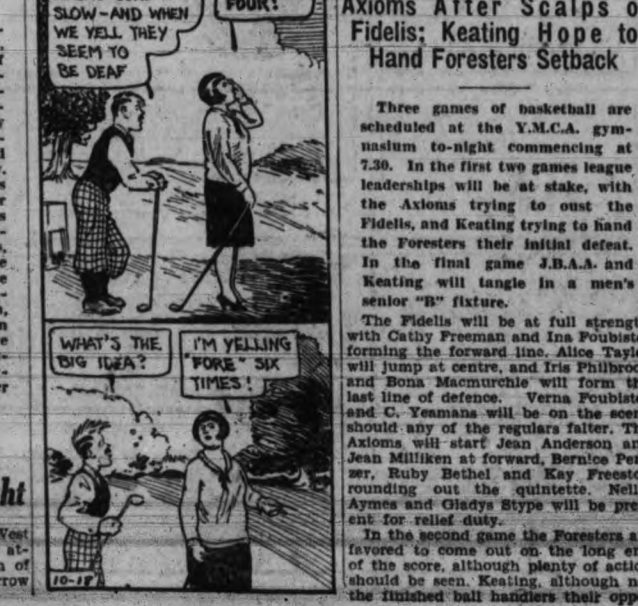 SLOW-AND WHEN
WE YELL THEY
SEEM TO
BE DEAF
FOUR!
WHAT'S THE
BIG IDEA?
I'M YELLING
"FORE" SIX
TIMES!
10-18
ht
West
at-
n of
row
Axioms After Scalps o
Fidelis; Keating Hope to
Hand Foresters Setback
Three games of basketball are
scheduled at the Y.M.C.A. gym-
nasium to-night commencing at
7.30. In the first two games league
leaderships will be at stake, with
the Axioms trying to oust the
Fidelis, and Keating trying to hand
the Foresters their initial defeat.
In the final game J.B.A.A. and
Keating will tangle in a men's
senior "B" fixture.
The Fidelis will be at full strengt
with Cathy Freeman and Ina Foubiste
forming the forward line. Alice Taylo
will jump at centre, and Iris Philbroo
and Bona Macmurchie will form th
last line of defence. Verna Foubiste
and C. Yeamans will be on the scen
should any of the regulars falter. Th
Axioms will start Jean Anderson an
Jean Milliken at forward, Bernice Pen
zer, Ruby Bethel and Kay Freesto
rounding out the quintette. Nelli
Aymes and Gladys Stype will be pre
ent for relief duty.
In the second game the Foresters a
favored to come out on the long en
of the score, although plenty of actio
should be seen. Keating, although n
the finished ball handlers their opp